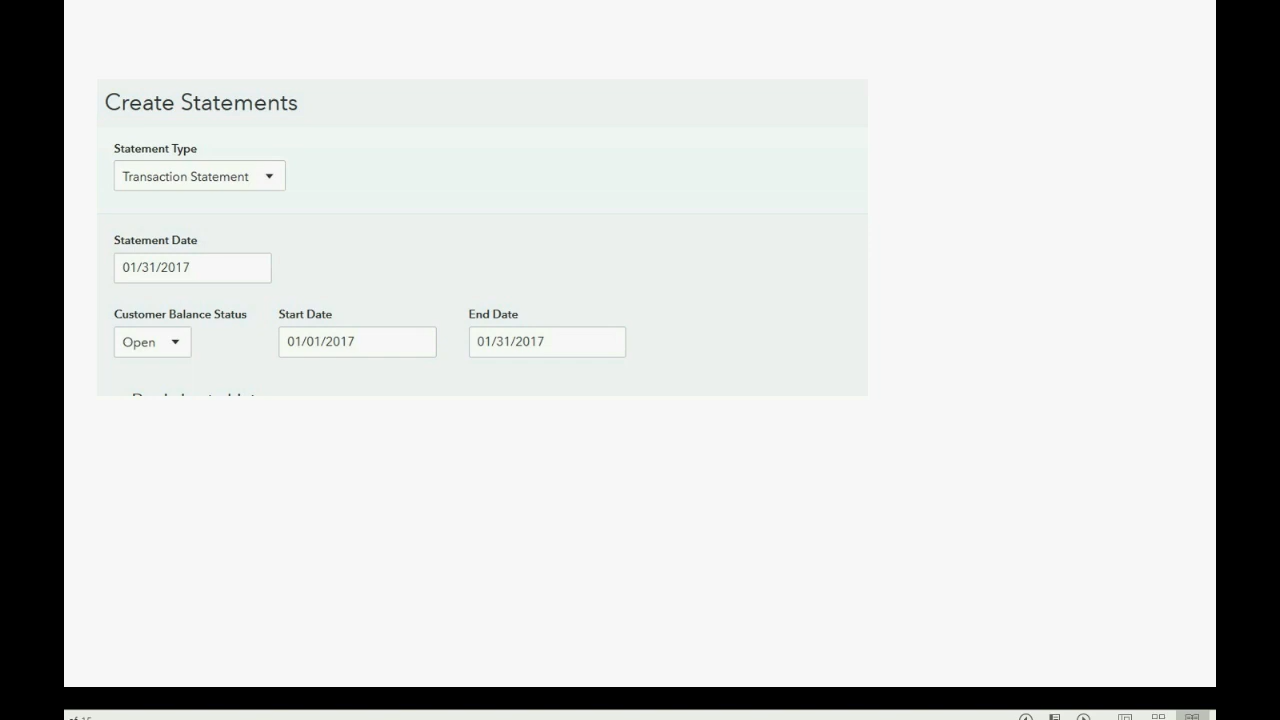 Create Statements
Statement Type
Transaction Statement
Statement Date
01/31/2017
Customer Balance Status Start Date End Date
Open 01/01/2017 01/31/2017